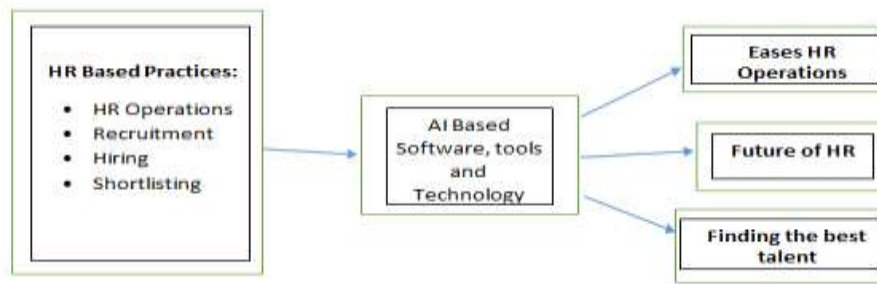 HR Based Practices:
• HR Operations
• Recruitment
• Hiring
• Shortlisting
AI Based
Software, tools
and
Technology
Eases HR
Operations
Future of HR
Finding the best
talent